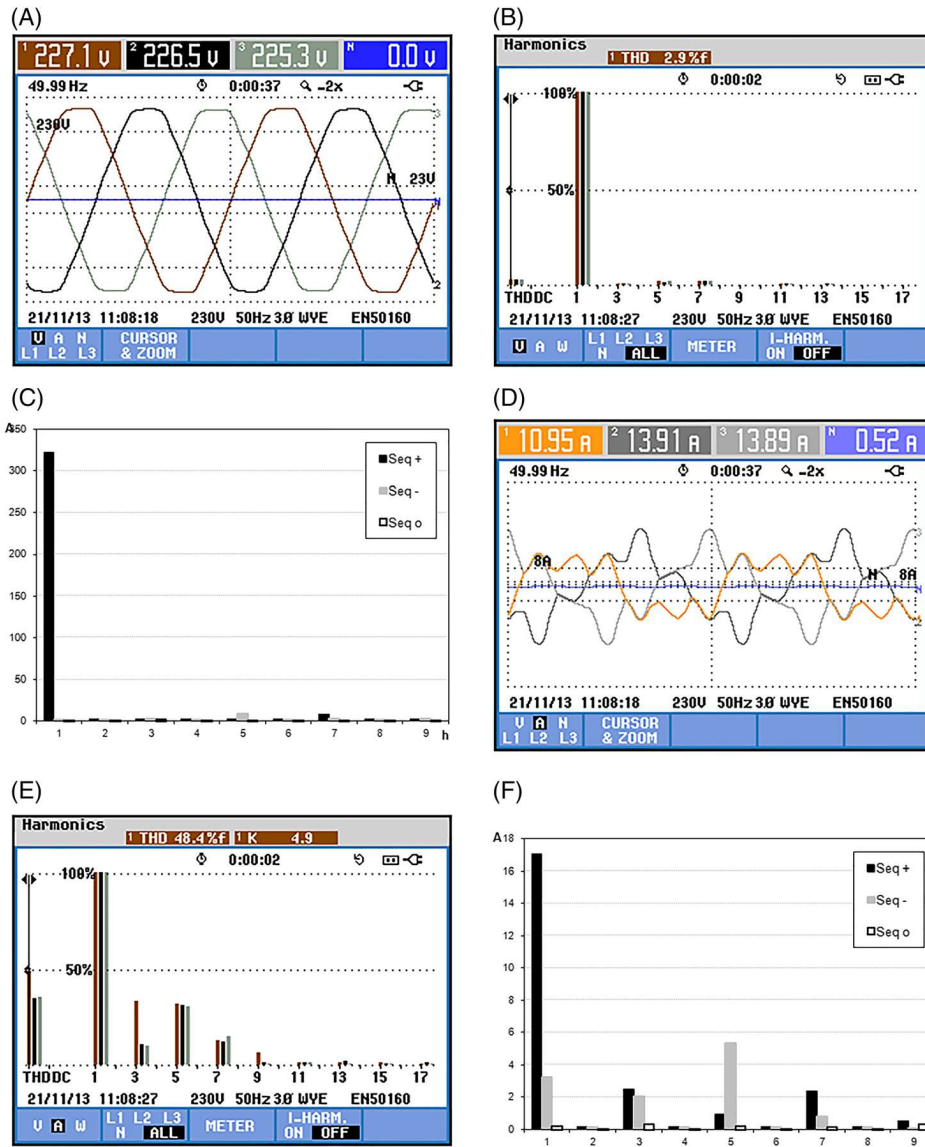 (A)
1 227.1 V 2 226.5 V 3 225.3 V N 0.0 V
49.99 Hz 0:00:37 -2x
230V
3
N 23V
N
1
2
21/11/13 11:08:18 230V 50Hz 3Ø WYE EN50160
V A N
L1 L2 L3
CURSOR
& ZOOM
(B)
Harmonics
1 THD 2.9%f
0:00:02
100%
50%
THD DC 1 3 5 7 9 11 13 15 17
21/11/13 11:08:27 230V 50Hz 3Ø WYE EN50160
V A W
L1 L2 L3
N ALL
METER
I-HARM.
ON OFF
(C)
A
350
300
250
200
150
100
50
0
1 2 3 4 5 6 7 8 9 h
Seq +
Seq -
Seq o
(D)
1 10.95 A 2 13.91 A 3 13.89 A N 0.52 A
49.99 Hz 0:00:37 -2x
8A
3
N 8A
N
2
21/11/13 11:08:18 230V 50Hz 3Ø WYE EN50160
V A N
L1 L2 L3
CURSOR
& ZOOM
(E)
Harmonics
1 THD 48.4%f 1 K 4.9
0:00:02
100%
50%
THD DC 1 3 5 7 9 11 13 15 17
21/11/13 11:08:27 230V 50Hz 3Ø WYE EN50160
V A W
L1 L2 L3
N ALL
METER
I-HARM.
ON OFF
(F)
A 18
16
14
12
10
8
6
4
2
0
1 2 3 4 5 6 7 8 9
Seq +
Seq -
Seq o